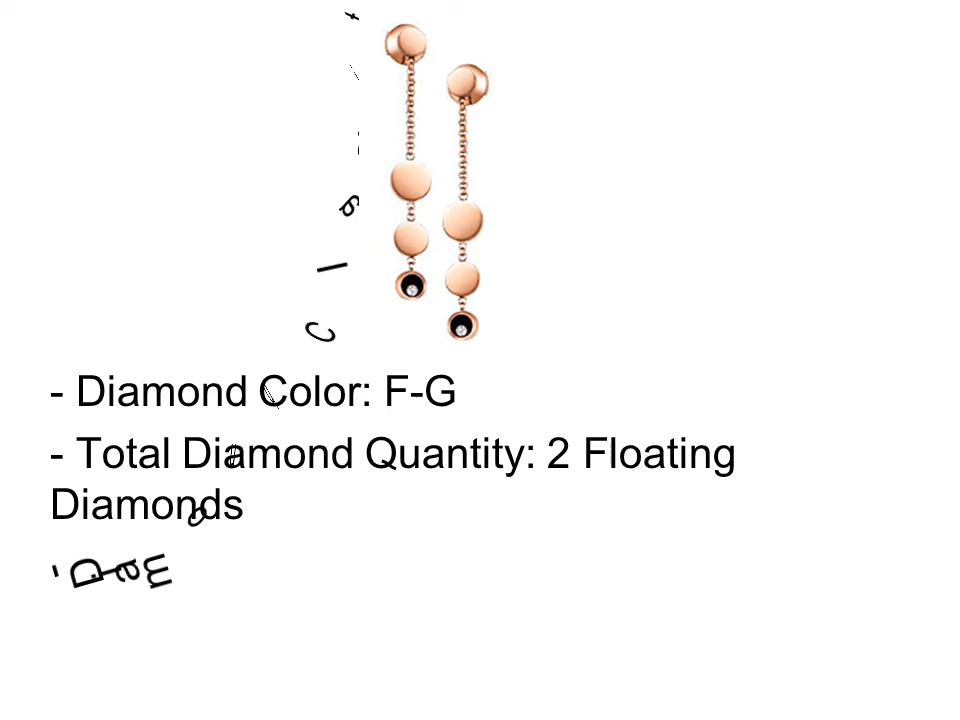 - Diamond Color: F-G
- Total Diamond Quantity: 2 Floating
Diamonds